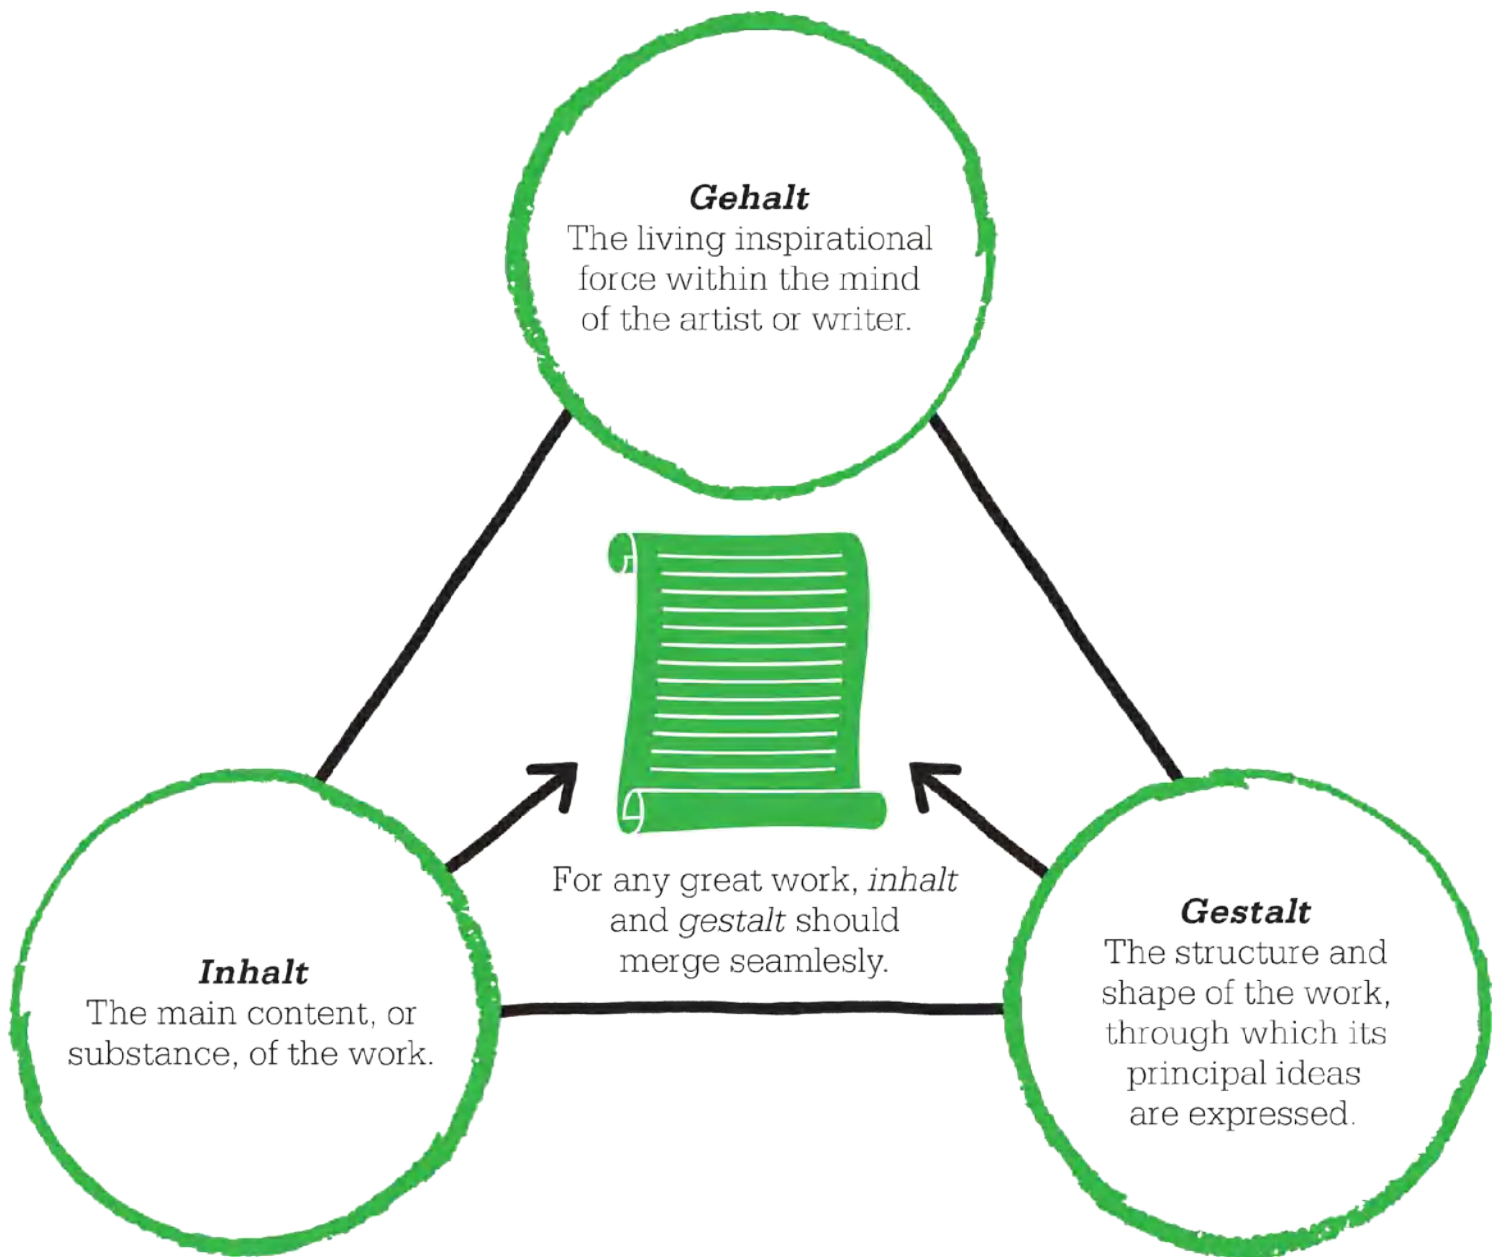 Gehalt
The living inspirational
force within the mind
of the artist or writer.
For any great work, inhalt
and gestalt should
merge seamlesly.
Inhalt
The main content, or
substance, of the work.
Gestalt
The structure and
shape of the work,
through which its
principal ideas
are expressed.